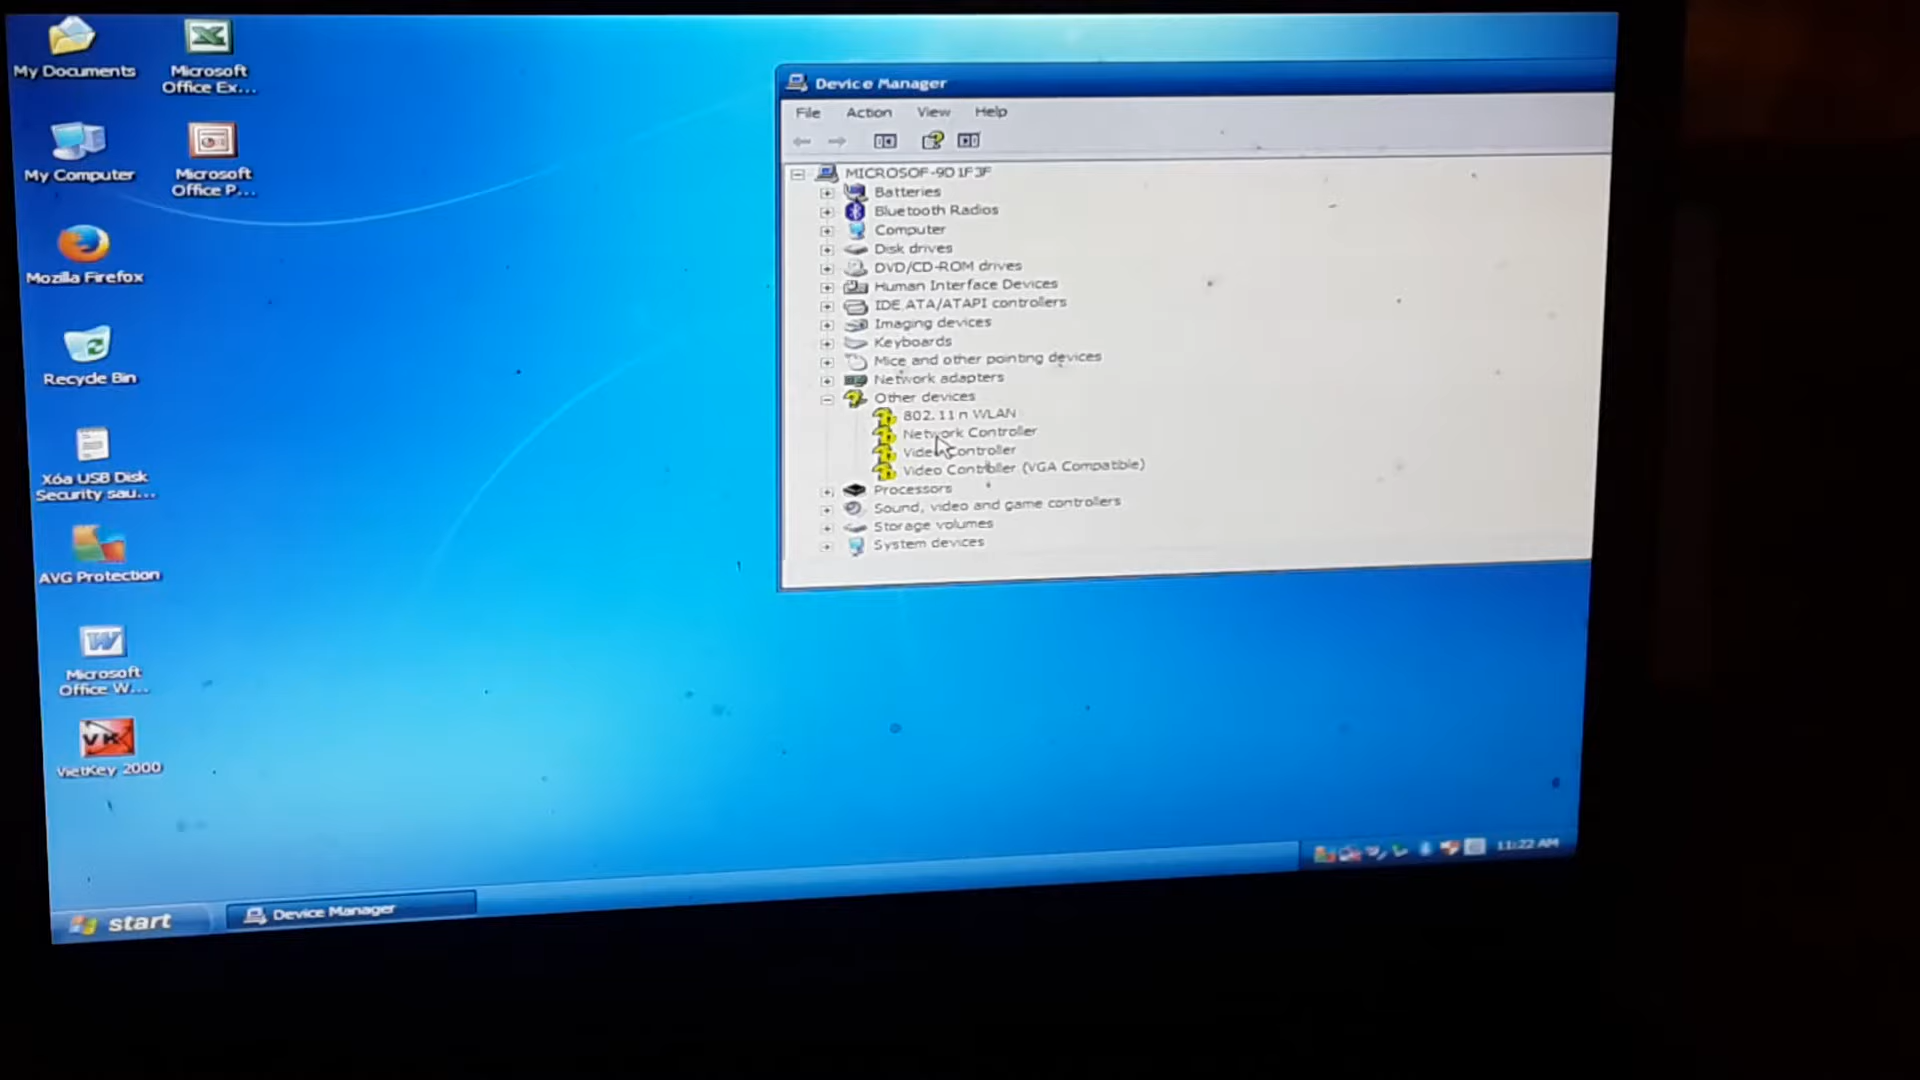 My Documents
Microsoft
Office Ex...
My Computer
Microsoft
Office P...
Mozilla Firefox
Recycle Bin
Xóa USB Disk
Security sau...
AVG Protection
Microsoft
Office W...
VK
VietKey 2000
Device Manager
File Action View Help
MICROSOF-9D1F3F
Batteries
Bluetooth Radios
Computer
Disk drives
DVD/CD-ROM drives
Human Interface Devices
IDE ATA/ATAPI controllers
Imaging devices
Keyboards
Mice and other pointing devices
Network adapters
Other devices
802.11 n WLAN
Network Controller
Video Controller
Video Controller (VGA Compatible)
Processors
Sound, video and game controllers
Storage volumes
System devices
start
Device Manager
11:22 AM